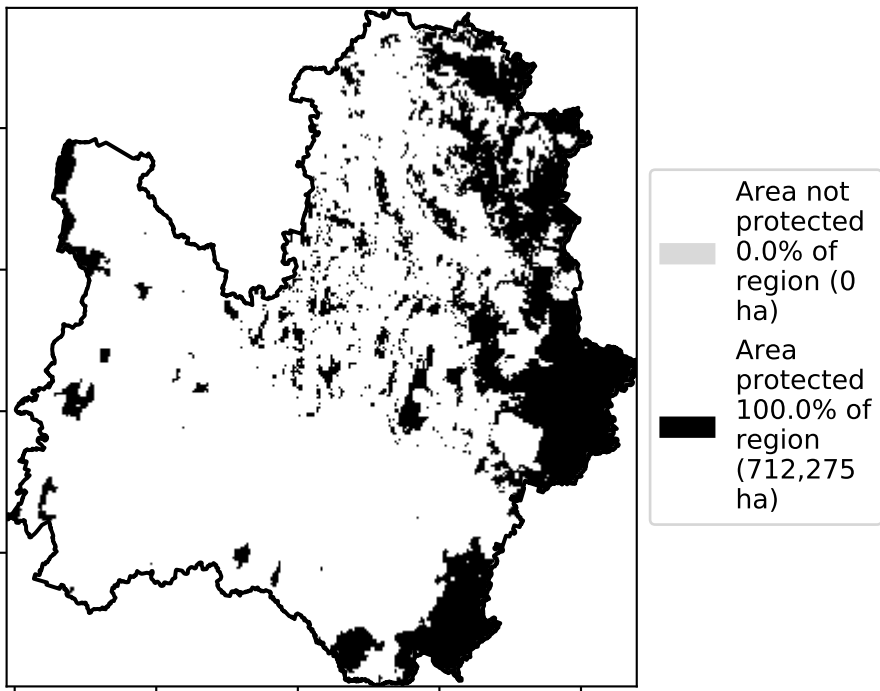 Area not
protected
0.0% of
region (0
ha)
Area
protected
100.0% of
region
(712,275
ha)